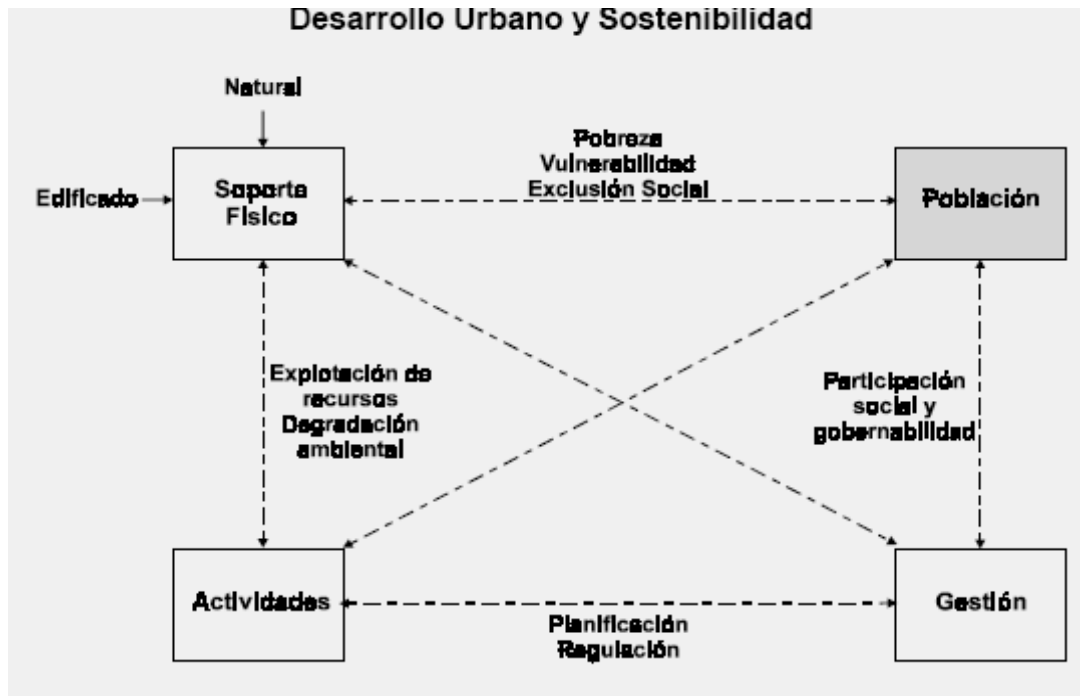 Desarrollo Urbano y Sostenibilidad
Natural
Edificado
Soporte
Físico
Pobreza
Vulnerabilidad
Exclusión Social
Población
Explotación de
recursos
Degradación
ambiental
Participación
social y
gobernabilidad
Actividades
Planificación
Regulación
Gestión